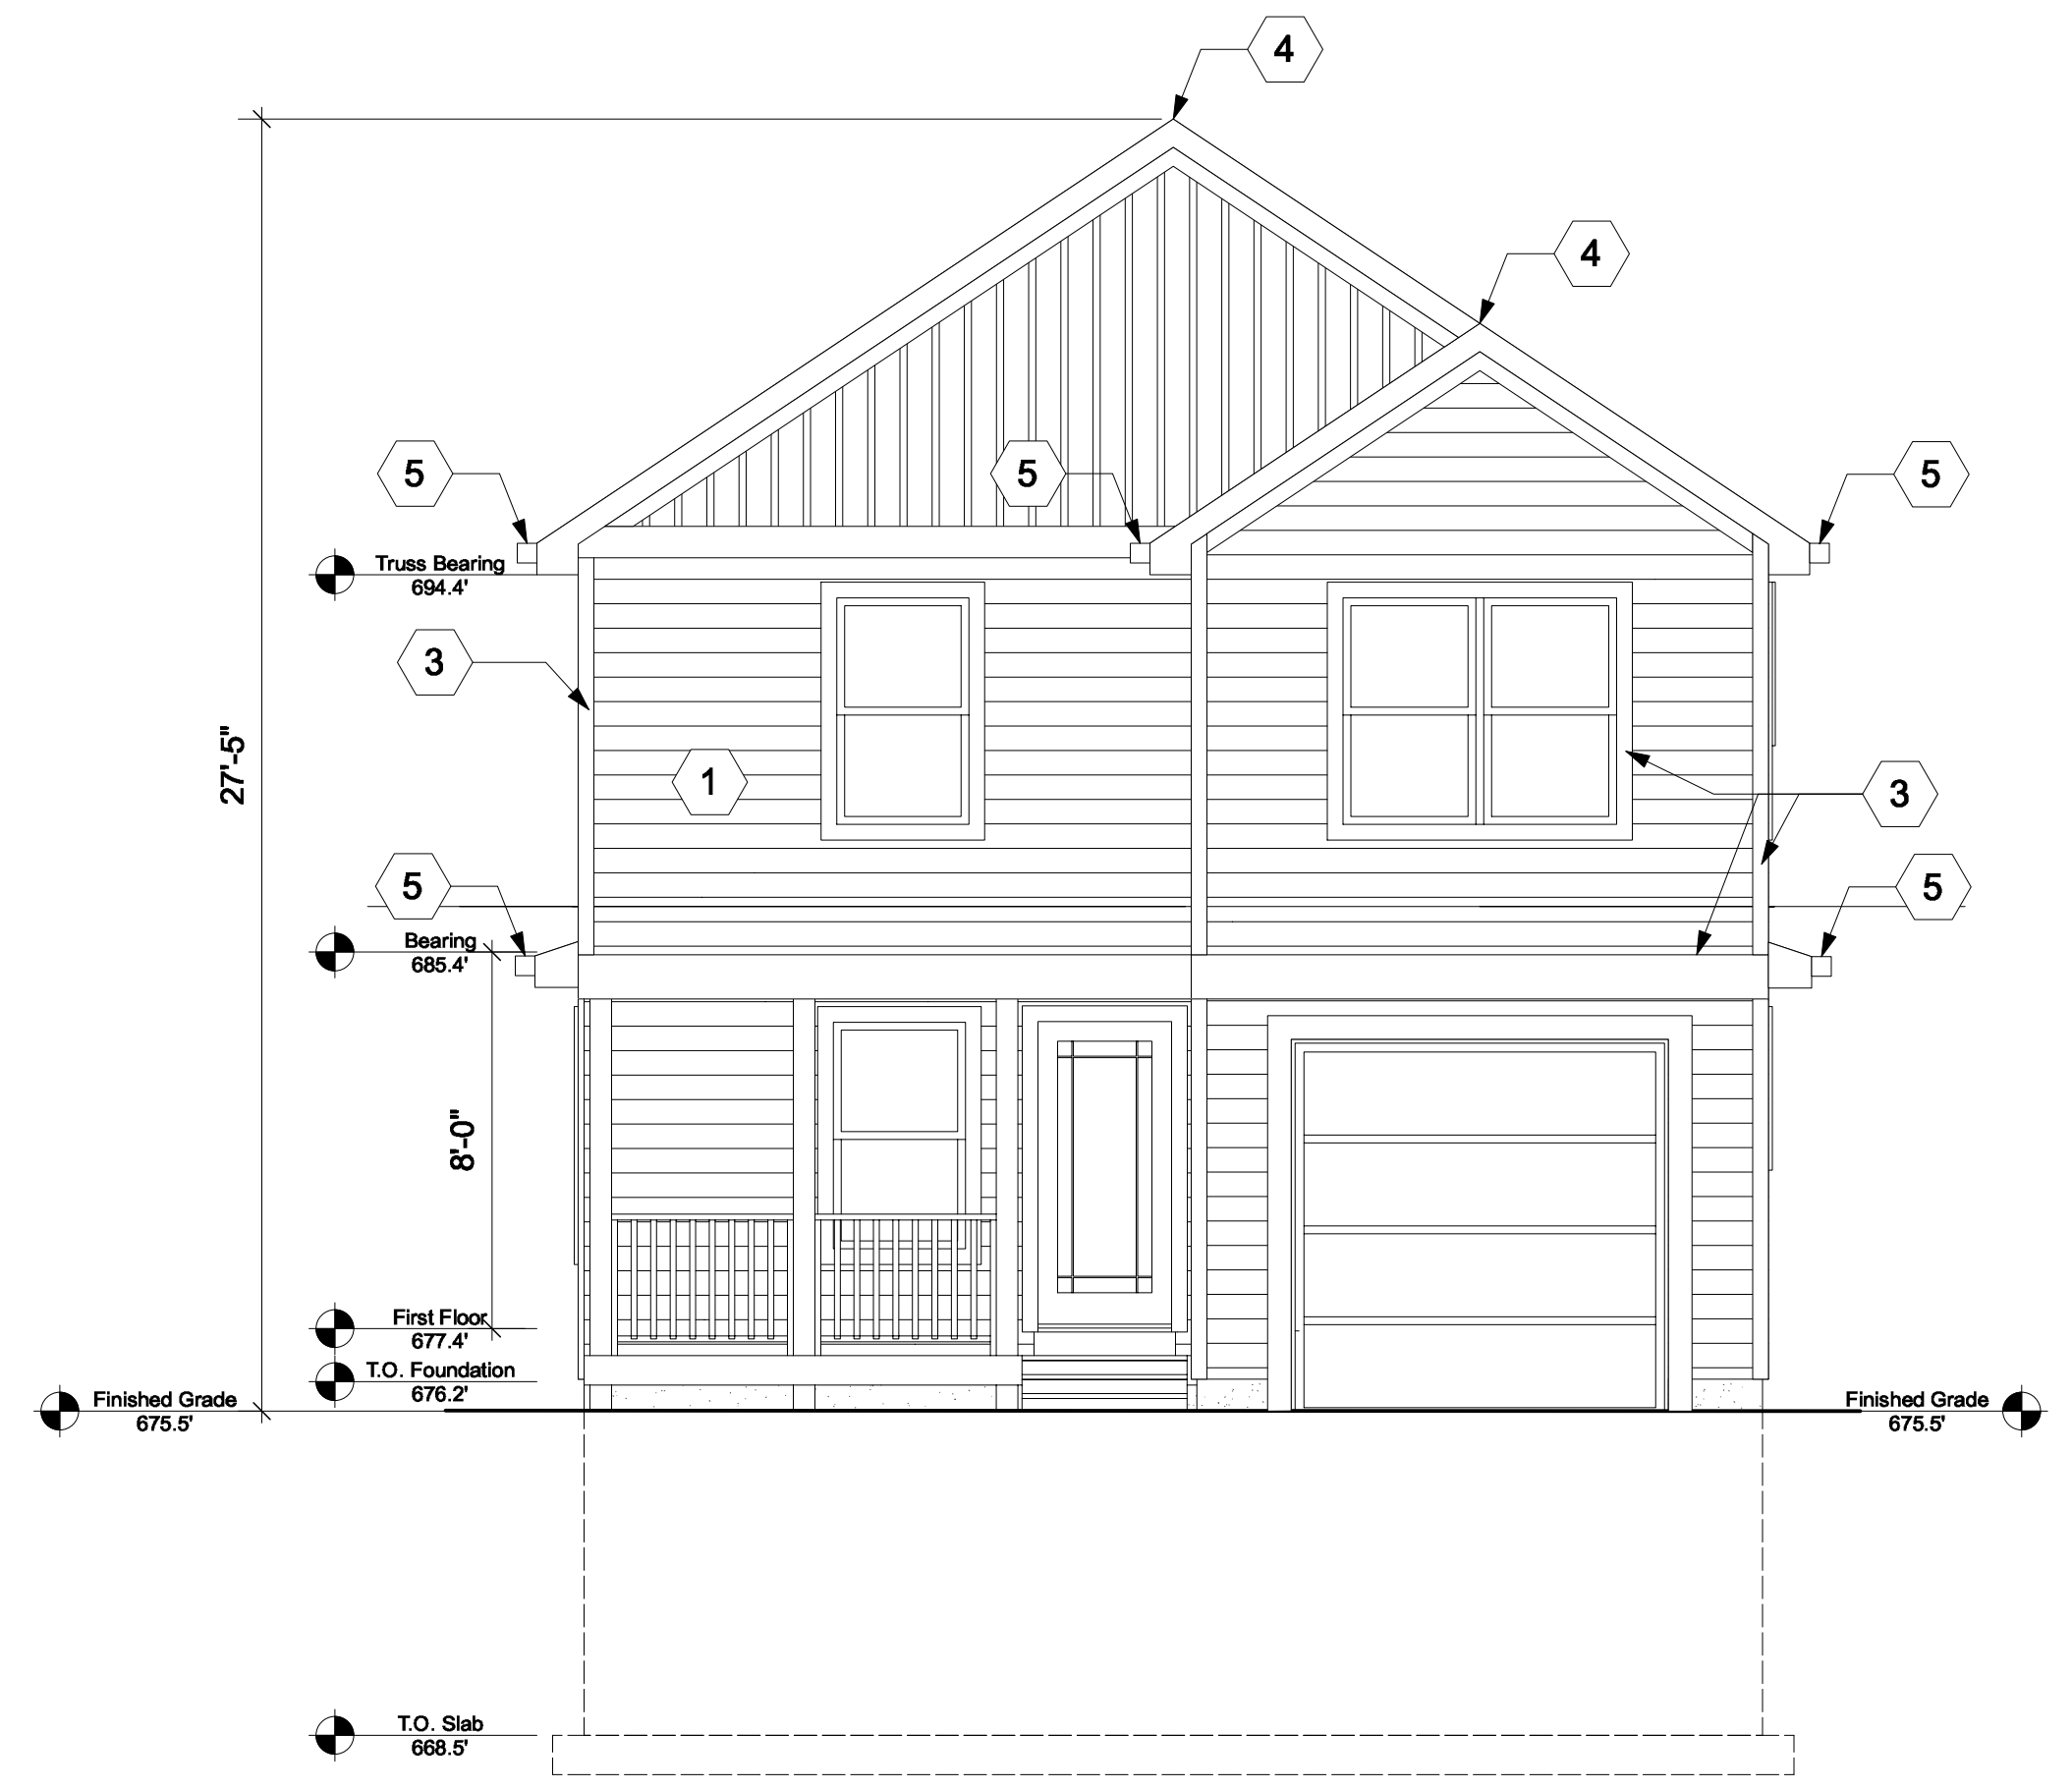 4
4
5
5
5
Truss Bearing
694.4'
3
27'-5"
1
3
5
5
Bearing
685.4'
8'-0"
First Floor
677.4'
T.O. Foundation
676.2'
Finished Grade
675.5'
Finished Grade
675.5'
T.O. Slab
668.5'